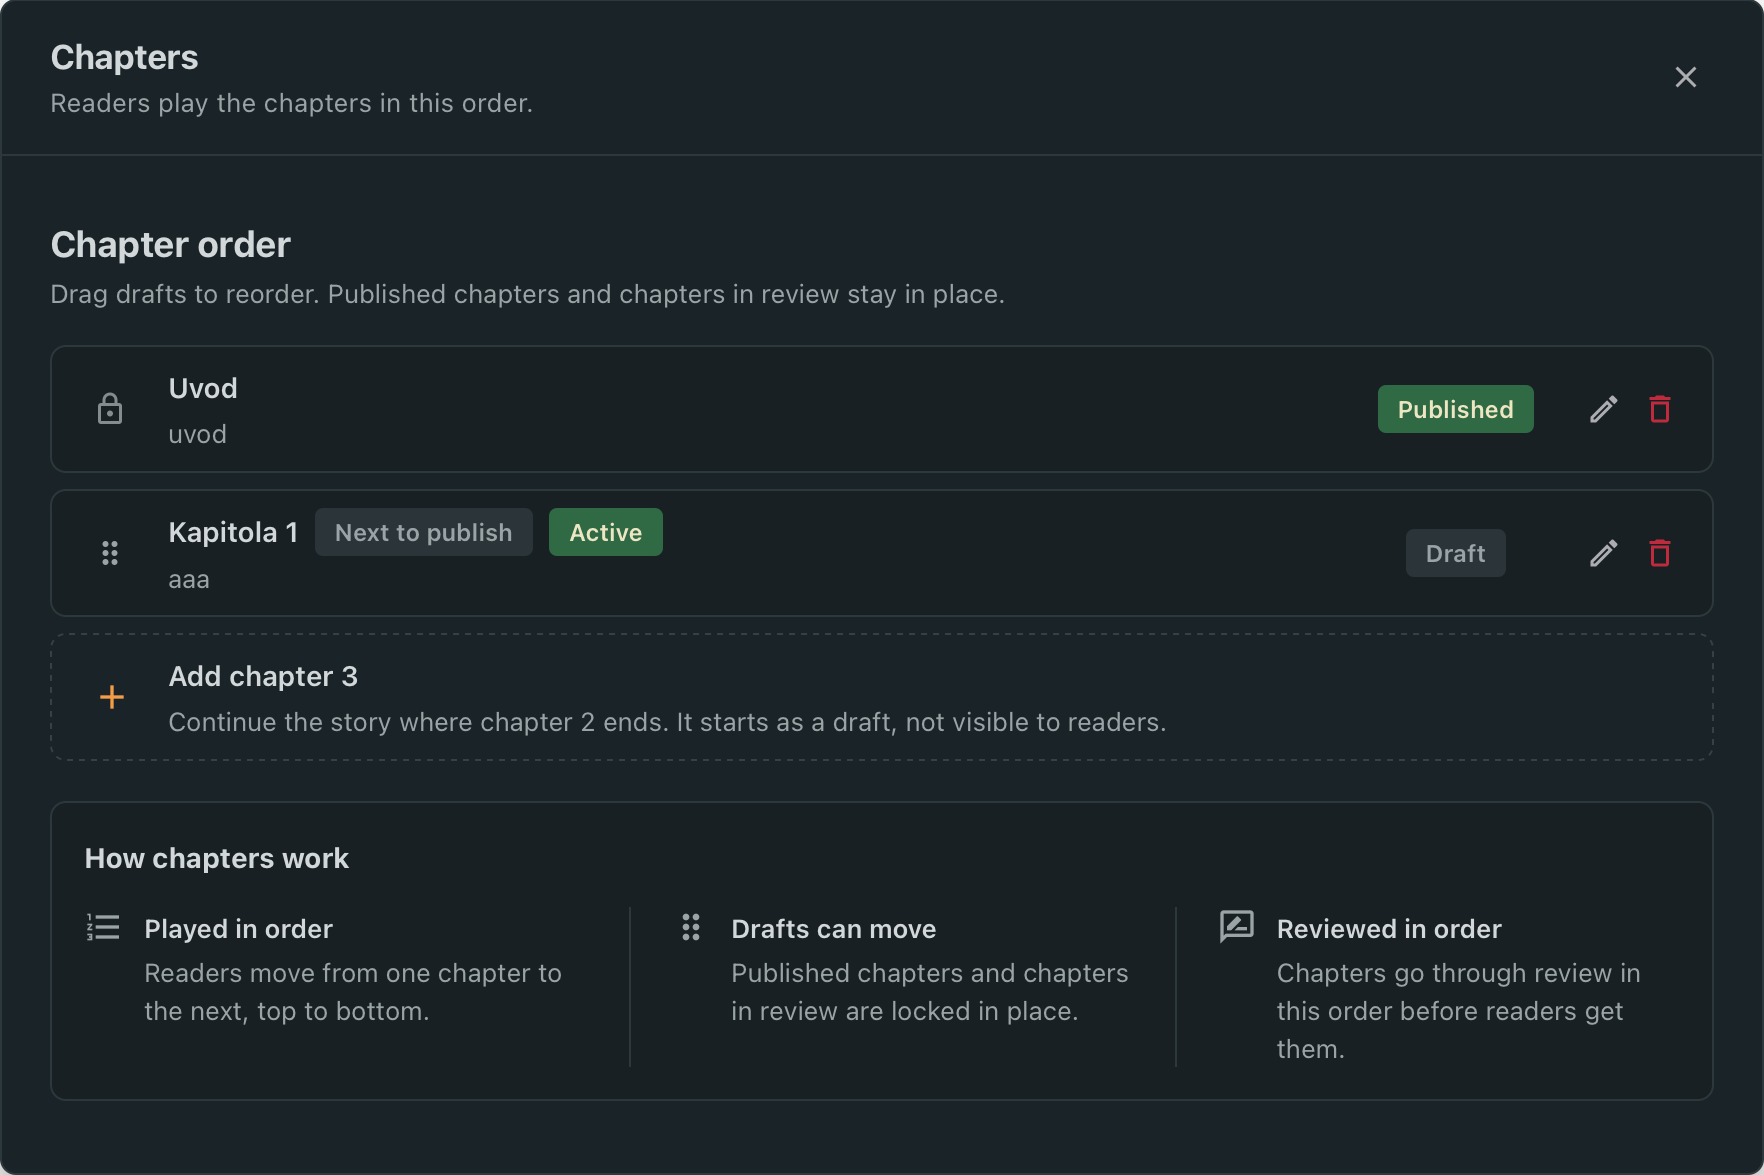 Chapters
Readers play the chapters in this order.
Chapter order
Drag drafts to reorder. Published chapters and chapters in review stay in place.
Uvod
uvod
Published
Kapitola 1
Next to publish
Active
aaa
Draft
Add chapter 3
Continue the story where chapter 2 ends. It starts as a draft, not visible to readers.
How chapters work
Played in order
Readers move from one chapter to
the next, top to bottom.
Drafts can move
Published chapters and chapters
in review are locked in place.
Reviewed in order
Chapters go through review in
this order before readers get
them.